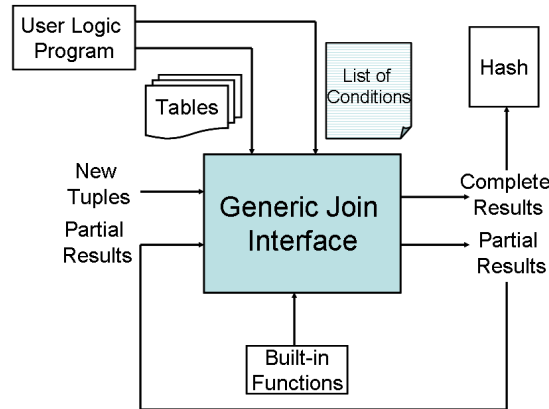 User Logic
Program
Tables
List of
Conditions
Hash
New
Tuples
Partial
Results
Generic Join
Interface
Complete
Results
Partial
Results
Built-in
Functions